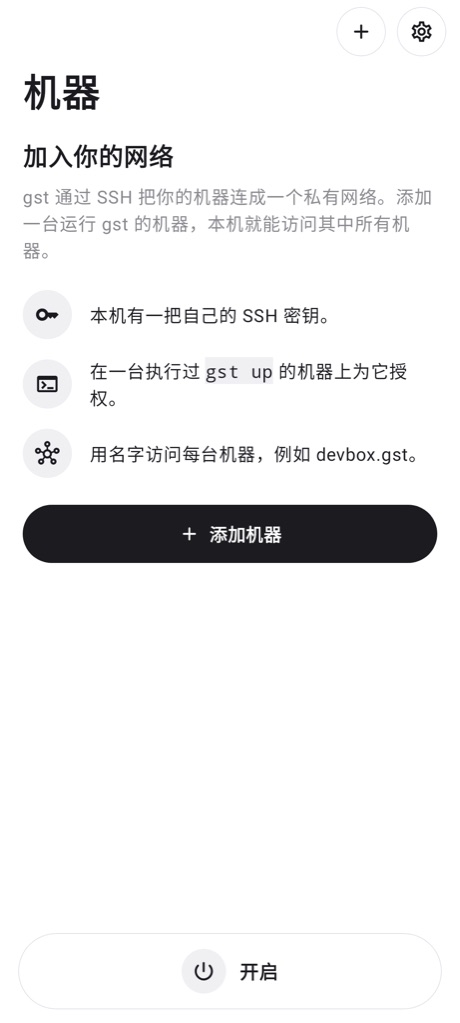 机器
加入你的网络
gst 通过 SSH 把你的机器连成一个私有网络。添加
一台运行 gst 的机器，本机就能访问其中所有机
器。
本机有一把自己的 SSH 密钥。
在一台执行过 gst up 的机器上为它授
权。
用名字访问每台机器，例如 devbox.gst。
添加机器
开启